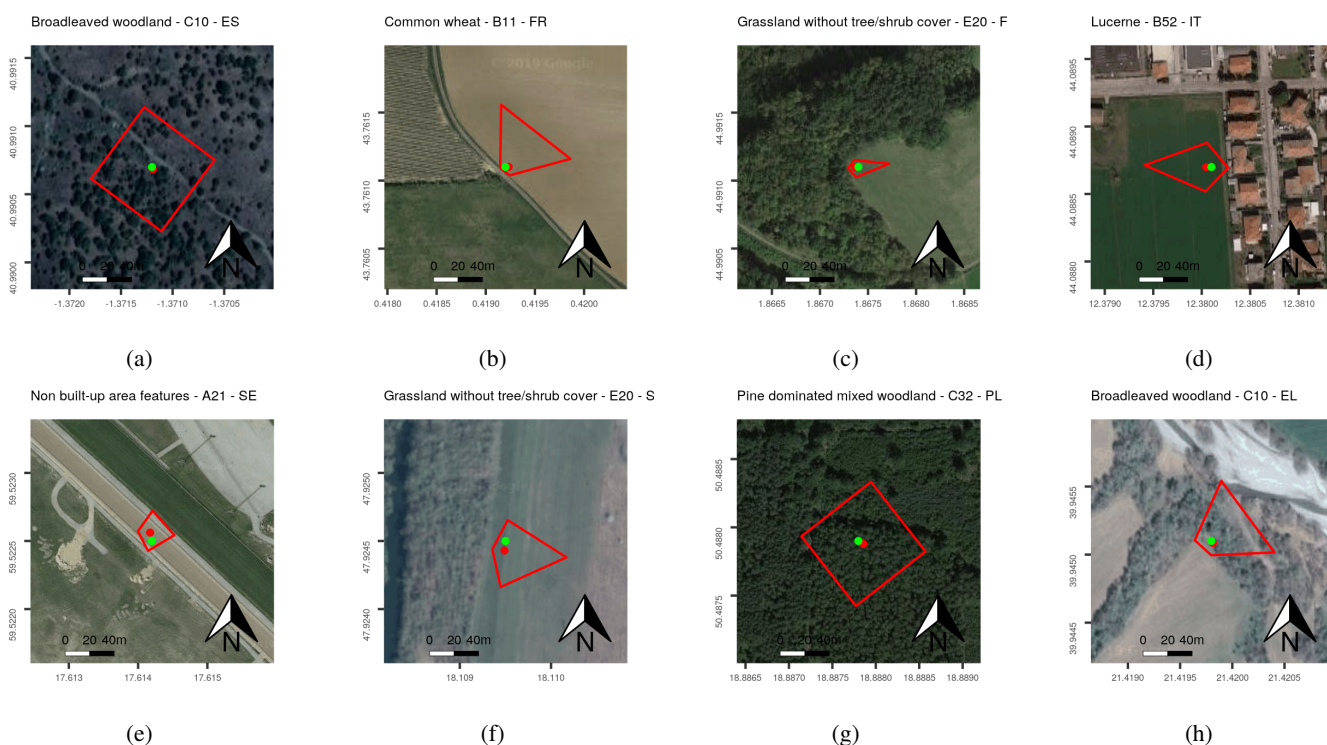 Broadleaved woodland - C10 - ES
Common wheat - B11 - FR
Grassland without tree/shrub cover - E20 - F
Lucerne - B52 - IT
40.9915
40.9910
40.9905
40.9900
0 20 40m
N
-1.3720 -1.3715 -1.3710 -1.3705
43.7615
43.7610
43.7605
© 2019 Google
0 20 40m
N
0.4180 0.4185 0.4190 0.4195 0.4200
44.9915
44.9910
44.9905
0 20 40m
N
1.8665 1.8670 1.8675 1.8680 1.8685
44.0895
44.0890
44.0885
44.0880
0 20 40m
N
12.3790 12.3795 12.3800 12.3805 12.3810
(a)
(b)
(c)
(d)
Non built-up area features - A21 - SE
Grassland without tree/shrub cover - E20 - S
Pine dominated mixed woodland - C32 - PL
Broadleaved woodland - C10 - EL
59.5230
59.5225
59.5220
0 20 40m
N
17.613 17.614 17.615
47.9250
47.9245
47.9240
0 20 40m
N
18.109 18.110
50.4885
50.4880
50.4875
0 20 40m
N
18.8865 18.8870 18.8875 18.8880 18.8885 18.8890
39.9455
39.9450
39.9445
0 20 40m
N
21.4190 21.4195 21.4200 21.4205
(e)
(f)
(g)
(h)